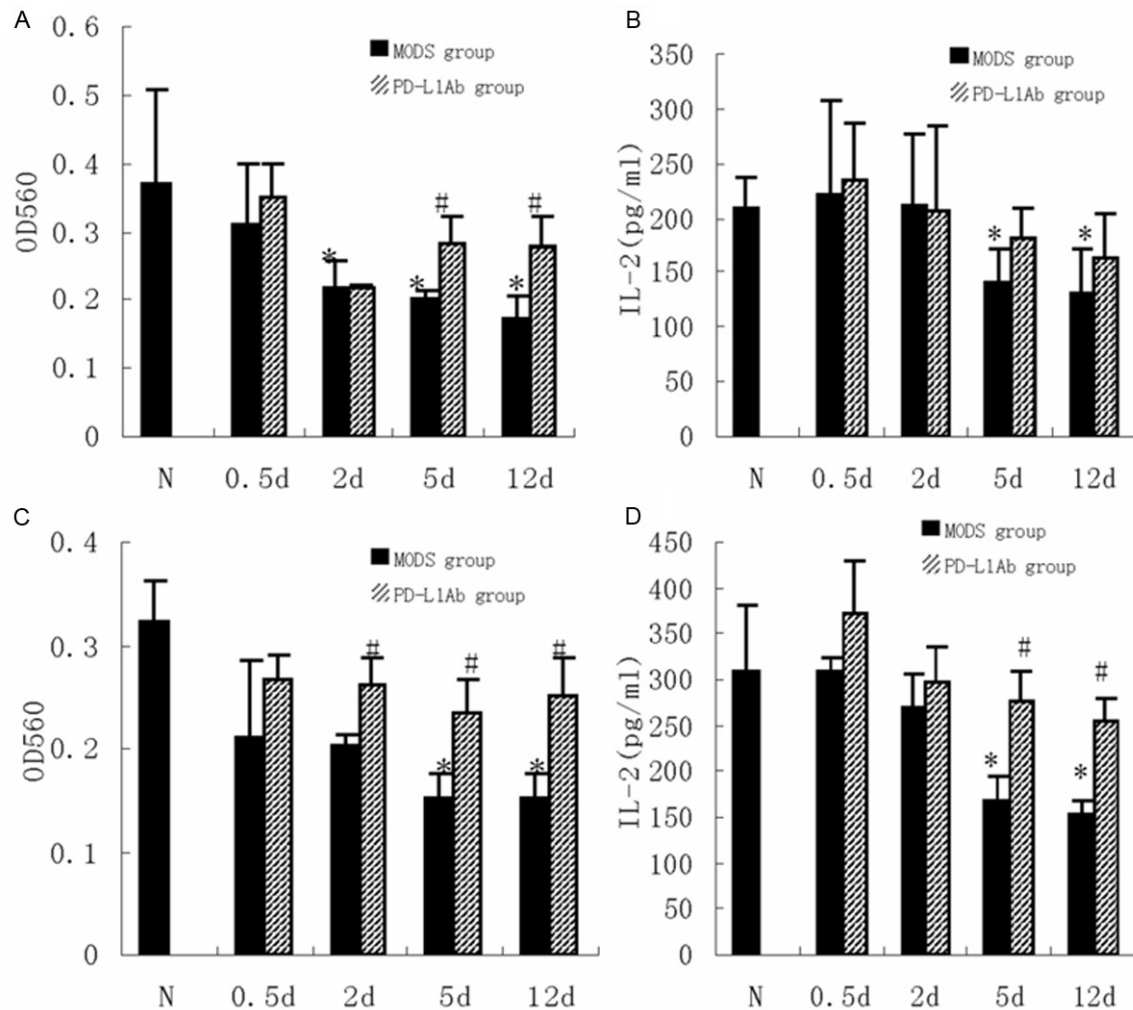 A
0.6
0.5
0.4
0.3
0.2
0.1
0
OD560
MODS group
PD-L1Ab group
*
*
#
*
#
N 0.5d 2d 5d 12d
B
350
300
250
200
150
100
50
0
IL-2(pg/ml)
MODS group
PD-L1Ab group
*
*
N 0.5d 2d 5d 12d
C
0.4
0.3
0.2
0.1
0
OD560
MODS group
PD-L1Ab group
#
*
#
*
#
N 0.5d 2d 5d 12d
D
450
400
350
300
250
200
150
100
50
0
IL-2(pg/ml)
MODS group
PD-L1Ab group
*
#
*
#
N 0.5d 2d 5d 12d